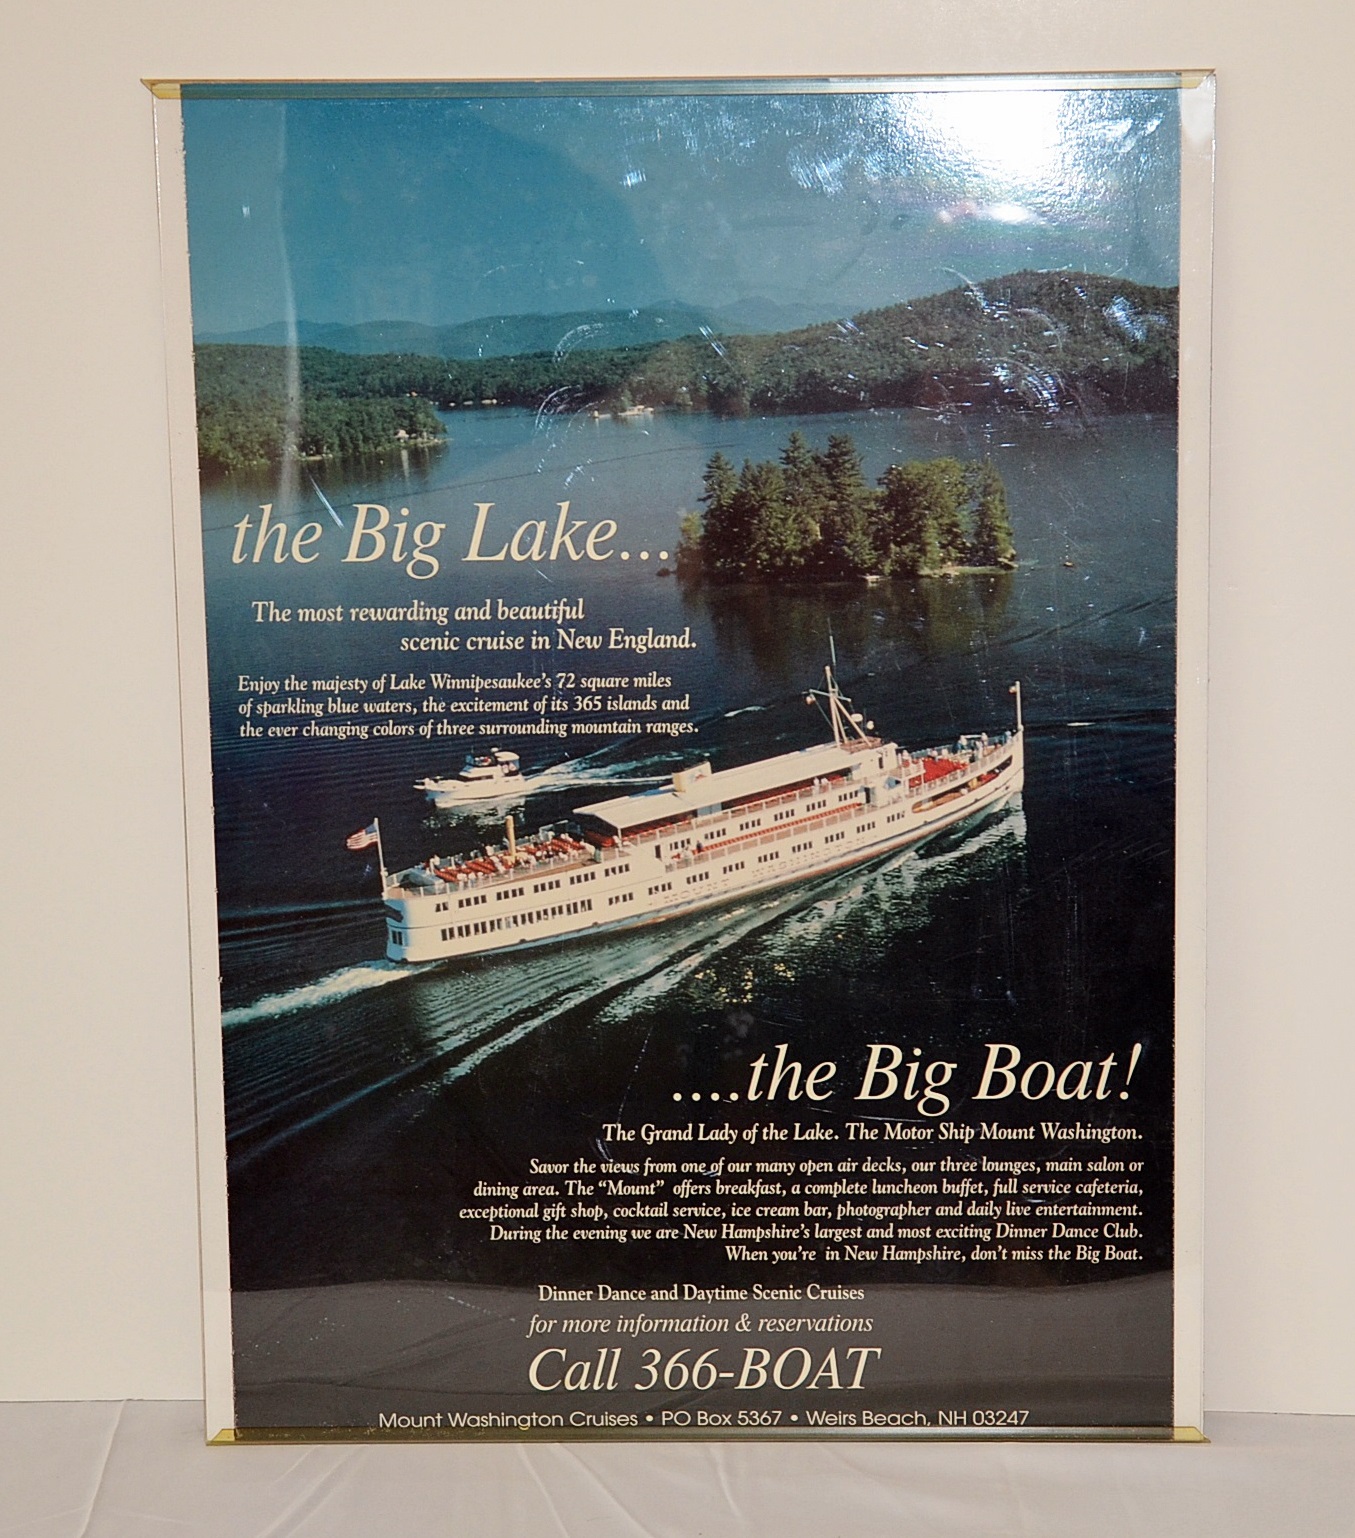 the Big Lake...
The most rewarding and beautiful
scenic cruise in New England.
Enjoy the majesty of Lake Winnipesaukee's 72 square miles
of sparkling blue waters, the excitement of its 365 islands and
the ever changing colors of three surrounding mountain ranges.
MOUNT WASHINGTON
....the Big Boat!
The Grand Lady of the Lake. The Motor Ship Mount Washington.
Savor the views from one of our many open air decks, our three lounges, main salon or
dining area. The "Mount" offers breakfast, a complete luncheon buffet, full service cafeteria,
exceptional gift shop, cocktail service, ice cream bar, photographer and daily live entertainment.
During the evening we are New Hampshire's largest and most exciting Dinner Dance Club.
When you're in New Hampshire, don't miss the Big Boat.
Dinner Dance and Daytime Scenic Cruises
for more information & reservations
Call 366-BOAT
Mount Washington Cruises • PO Box 5367 • Weirs Beach, NH 03247